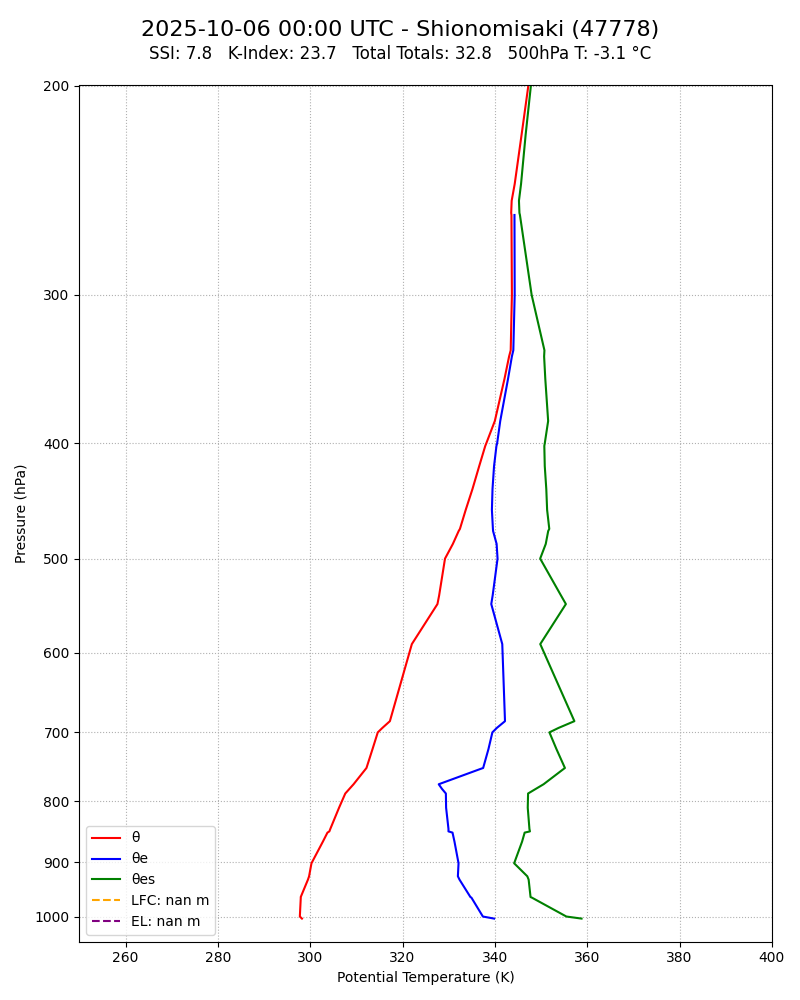 2025-10-06 00:00 UTC - Shionomisaki (47778)
SSI: 7.8   K-Index: 23.7   Total Totals: 32.8   500hPa T: -3.1 °C
200
300
400
500
600
700
800
900
1000
Pressure (hPa)
θ
θe
θes
LFC: nan m
EL: nan m
260 280 300 320 340 360 380 400
Potential Temperature (K)